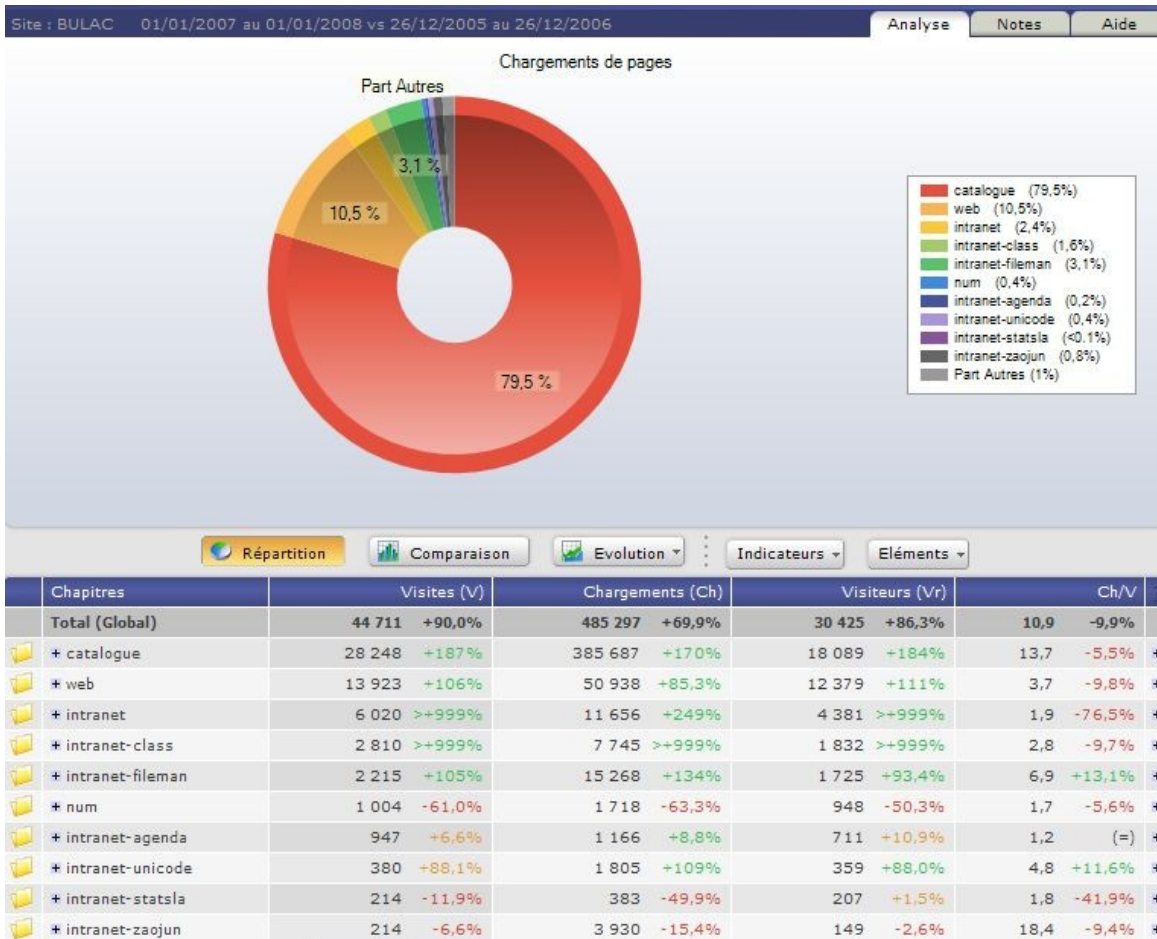 Site : BULAC 01/01/2007 au 01/01/2008 vs 26/12/2005 au 26/12/2006 Analyse Notes Aide
Chargements de pages
Part Autres
3,1 %
10,5 %
79,5 %
catalogue (79,5%)
web (10,5%)
intranet (2,4%)
intranet-class (1,6%)
intranet-fileman (3,1%)
num (0,4%)
intranet-agenda (0,2%)
intranet-unicode (0,4%)
intranet-statsla (<0.1%)
intranet-zaojun (0,8%)
Part Autres (1%)
Répartition Comparaison Evolution Indicateurs Eléments
Chapitres Visites (V) Chargements (Ch) Visiteurs (Vr) Ch/V
Total (Global) 44 711 +90,0% 485 297 +69,9% 30 425 +86,3% 10,9 -9,9%
+ catalogue 28 248 +187% 385 687 +170% 18 089 +184% 13,7 -5,5%
+ web 13 923 +106% 50 938 +85,3% 12 379 +111% 3,7 -9,8%
+ intranet 6 020 >+999% 11 656 +249% 4 381 >+999% 1,9 -76,5%
+ intranet-class 2 810 >+999% 7 745 >+999% 1 832 >+999% 2,8 -9,7%
+ intranet-fileman 2 215 +105% 15 268 +134% 1 725 +93,4% 6,9 +13,1%
+ num 1 004 -61,0% 1 718 -63,3% 948 -50,3% 1,7 -5,6%
+ intranet-agenda 947 +6,6% 1 166 +8,8% 711 +10,9% 1,2 (=)
+ intranet-unicode 380 +88,1% 1 805 +109% 359 +88,0% 4,8 +11,6%
+ intranet-statsla 214 -11,9% 383 -49,9% 207 +1,5% 1,8 -41,9%
+ intranet-zaojun 214 -6,6% 3 930 -15,4% 149 -2,6% 18,4 -9,4%